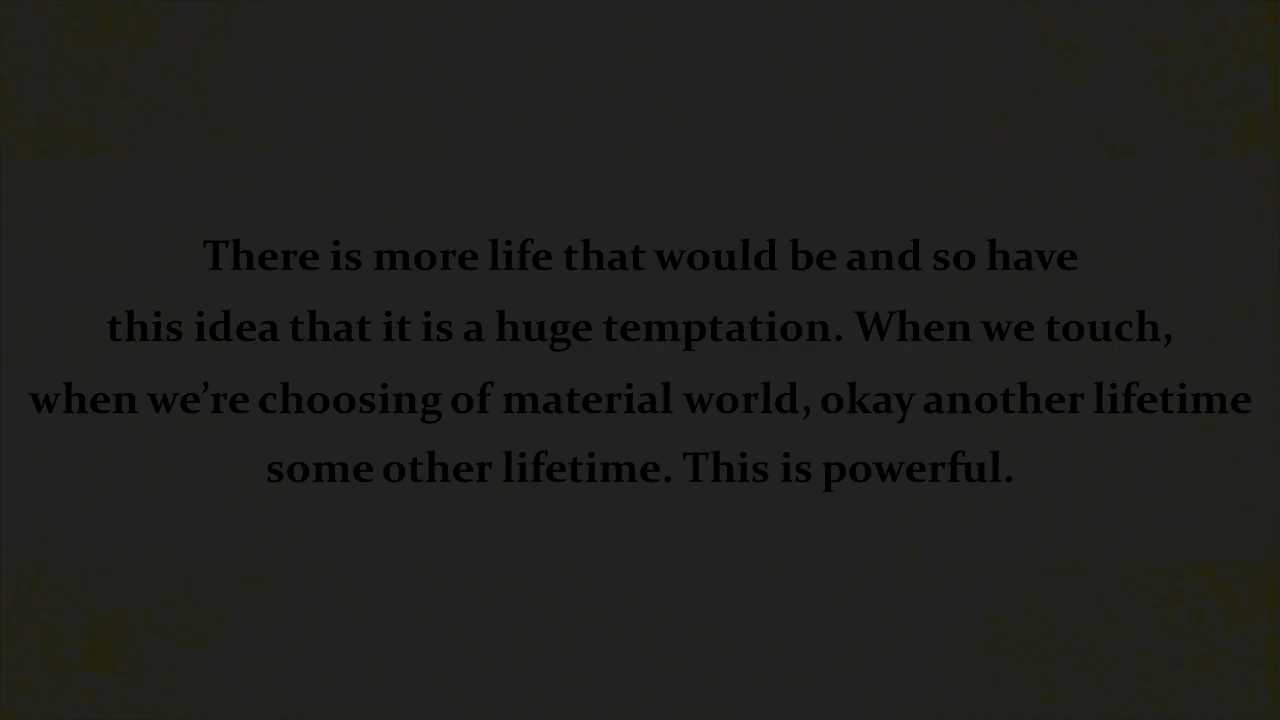 There is more life that would be and so have
this idea that it is a huge temptation. When we touch,
when we’re choosing of material world, okay another lifetime
some other lifetime. This is powerful.